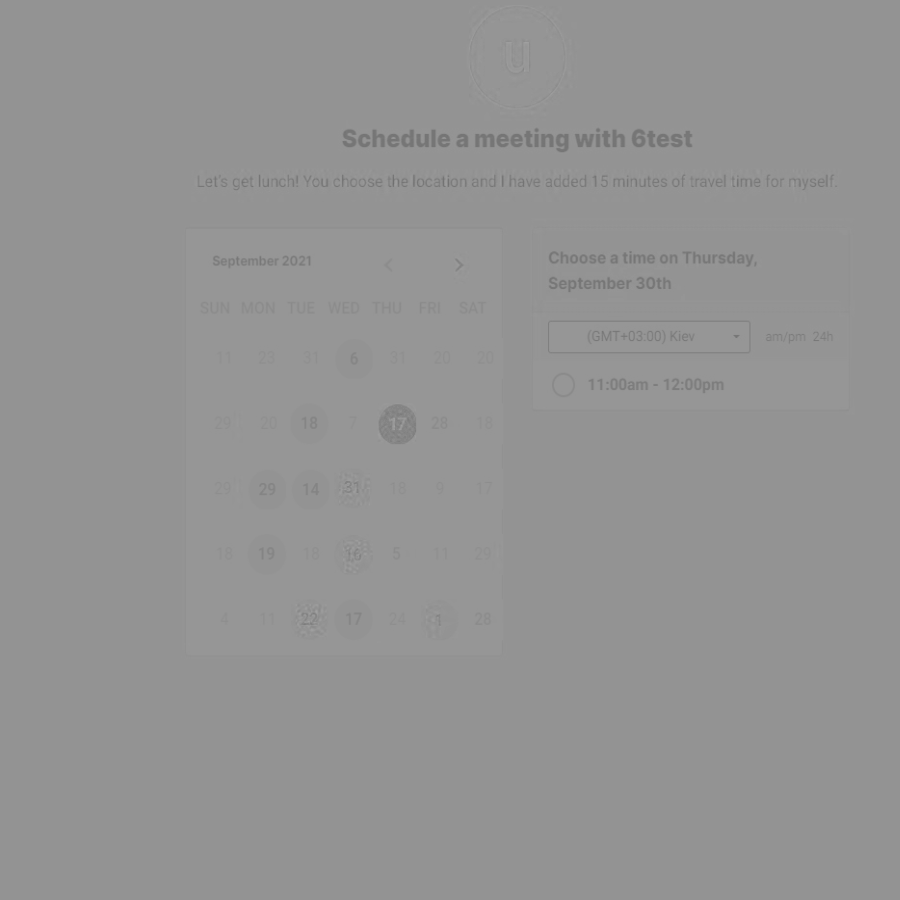 u
Schedule a meeting with 6test
Let's get lunch! You choose the location and I have added 15 minutes of travel time for myself.
September 2021
SUN MON TUE WED THU FRI SAT
11 23 31 6 31 20 20
29 20 18 7 17 28 18
29 29 14 31 18 9 17
18 19 18 16 5 11 29
4 11 22 17 24 1 28
Choose a time on Thursday,
September 30th
(GMT+03:00) Kiev am/pm 24h
11:00am - 12:00pm